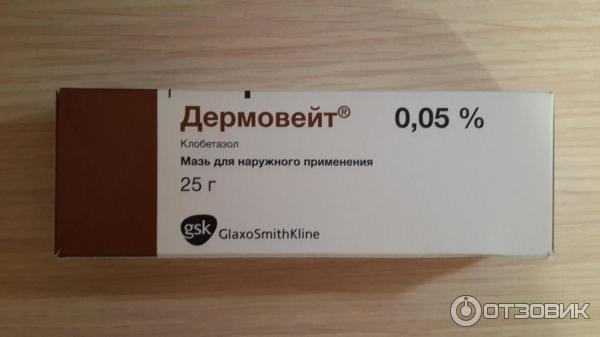 Дермовейт® 0,05 %
Клобетазол
Мазь для наружного применения
25 г
gsk GlaxoSmithKline
ОТЗОВИК